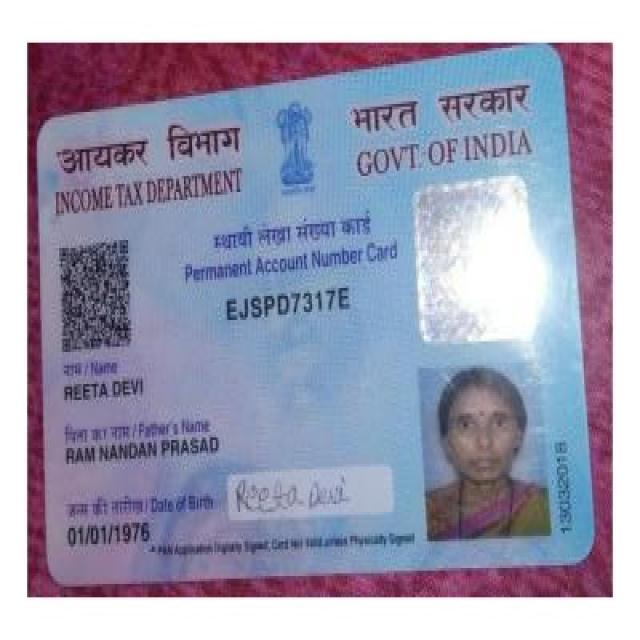 आयकर विभाग
INCOME TAX DEPARTMENT
भारत सरकार
GOVT. OF INDIA
स्थायी लेखा संख्या कार्ड
Permanent Account Number Card
EJSPD7317E
नाम / Name
REETA DEVI
पिता का नाम / Father's Name
RAM NANDAN PRASAD
जन्म की तारीख / Date of Birth
01/01/1976
Reeta Devi
PAN Application Digitally Signed, Card Not Valid unless Physically Signed
13032018